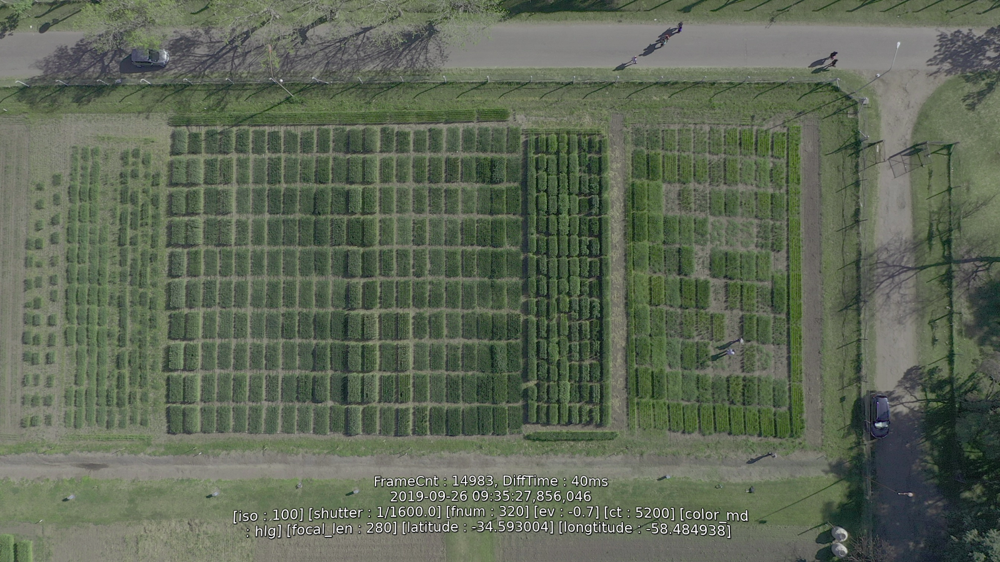 FrameCnt : 14983, DiffTime : 40ms
2019-09-26 09:35:27,856,046
[iso : 100] [shutter : 1/1600.0] [fnum : 320] [ev : -0.7] [ct : 5200] [color_md
: hlg] [focal_len : 280] [latitude : -34.593004] [longtitude : -58.484938]